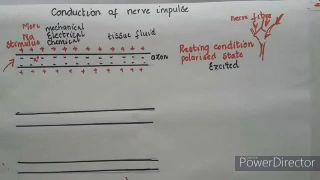 Conduction of nerve impulse
nerve fibre
More mechanical
Na Electrical
Stimulus chemical
tissue fluid
+ + + + + + + + + + +
- - - - - - - - - -
K+ - - - - - - - - -
+ + + + + + + + + + +
axon
Resting condition
polarised state
Excited
PowerDirector